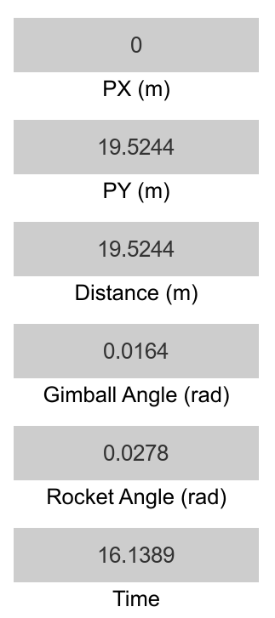 0
PX (m)
19.5244
PY (m)
19.5244
Distance (m)
0.0164
Gimball Angle (rad)
0.0278
Rocket Angle (rad)
16.1389
Time